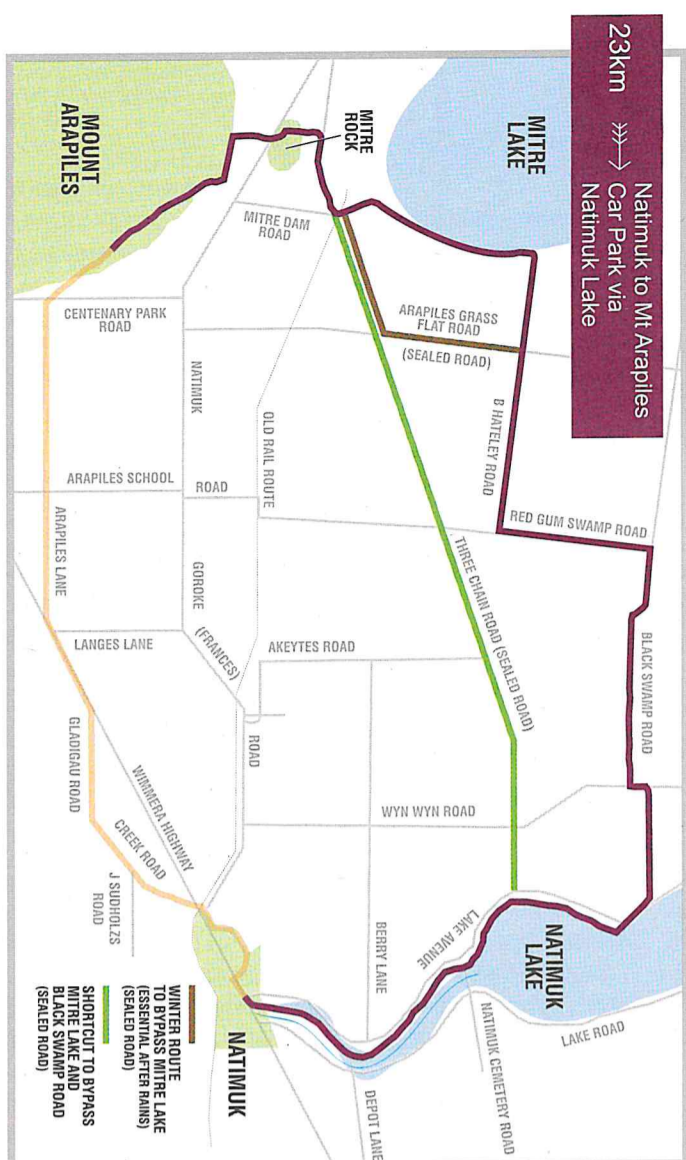 23km
Natimuk to Mt Arapiles
Car Park via
Natimuk Lake
MITRE
LAKE
MITRE
ROCK
MOUNT
ARAPILES
MITRE DAM
ROAD
ARAPILES GRASS
FLAT ROAD
(SEALED ROAD)
CENTENARY PARK
ROAD
NATIMUK
OLD RAIL ROUTE
B HATELEY ROAD
RED GUM SWAMP ROAD
ARAPILES SCHOOL
ROAD
ARAPILES LANE
GOROKE
THREE CHAIN ROAD (SEALED ROAD)
BLACK SWAMP ROAD
LANGES LANE
(FRANCES)
AKEYTES ROAD
ROAD
GLADIGAU ROAD
WIMMERA HIGHWAY
WYN WYN ROAD
CREEK ROAD
J SUDHOLZS
ROAD
BERRY LANE
LAKE AVENUE
NATIMUK
LAKE
LAKE ROAD
NATIMUK CEMETERY ROAD
NATIMUK
DEPOT LANE
WINTER ROUTE
TO BYPASS MITRE LAKE
(ESSENTIAL AFTER RAINS)
(SEALED ROAD)
SHORTCUT TO BYPASS
MITRE LAKE AND
BLACK SWAMP ROAD
(SEALED ROAD)